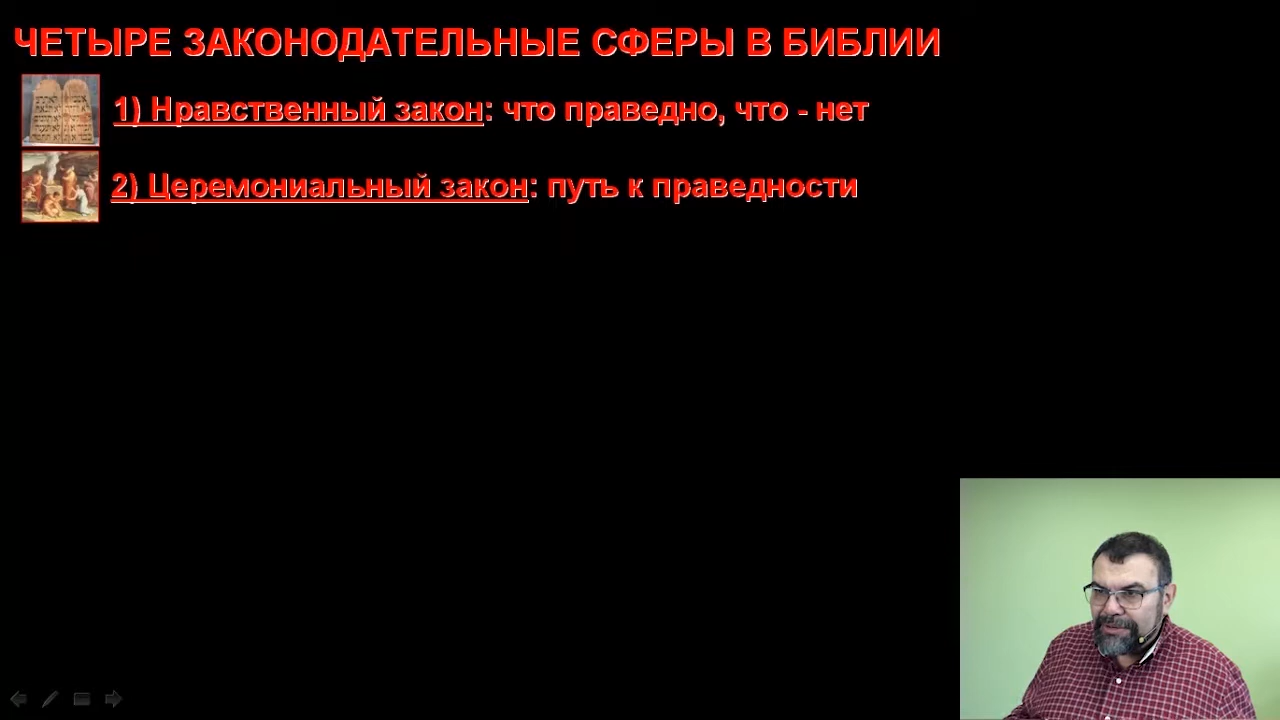 ЧЕТЫРЕ ЗАКОНОДАТЕЛЬНЫЕ СФЕРЫ В БИБЛИИ
1) Нравственный закон: что праведно, что - нет
2) Церемониальный закон: путь к праведности